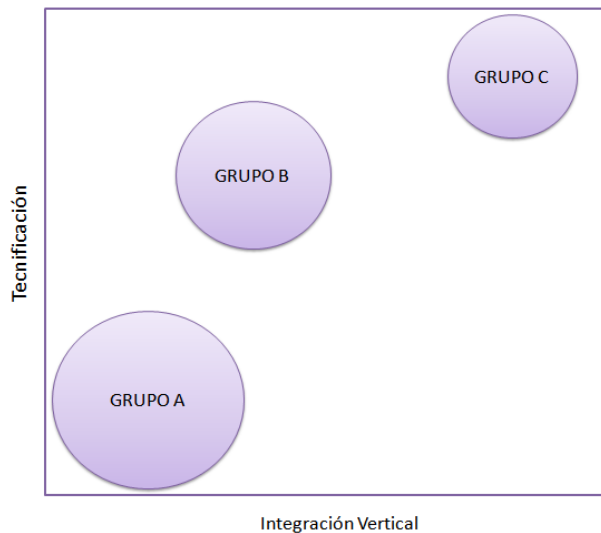 GRUPO C
GRUPO B
Tecnificación
GRUPO A
Integración Vertical